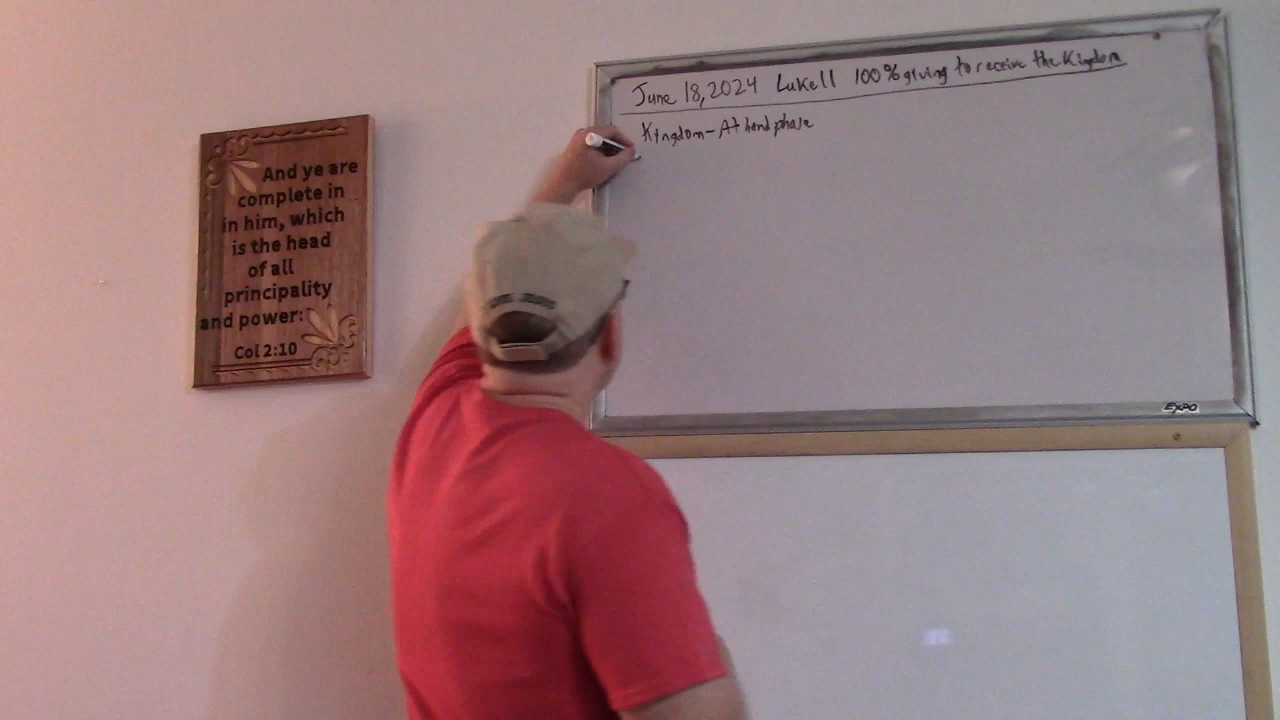 And ye are
complete in
in him, which
is the head
of all
principality
and power:
Col 2:10
June 18, 2024 Luke 11 100% giving to receive the Kingdom
Kingdom - At hand phase
EXPO